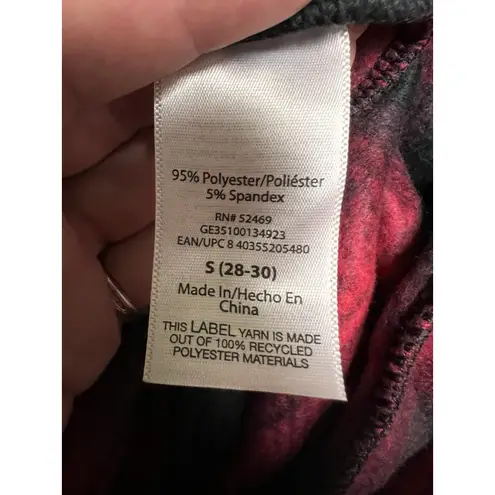 95% Polyester/Poliéster
5% Spandex
RN# 52469
GE35100134923
EAN/UPC 8 40355205480
S (28-30)
Made In/Hecho En
China
THIS LABEL YARN IS MADE
OUT OF 100% RECYCLED
POLYESTER MATERIALS